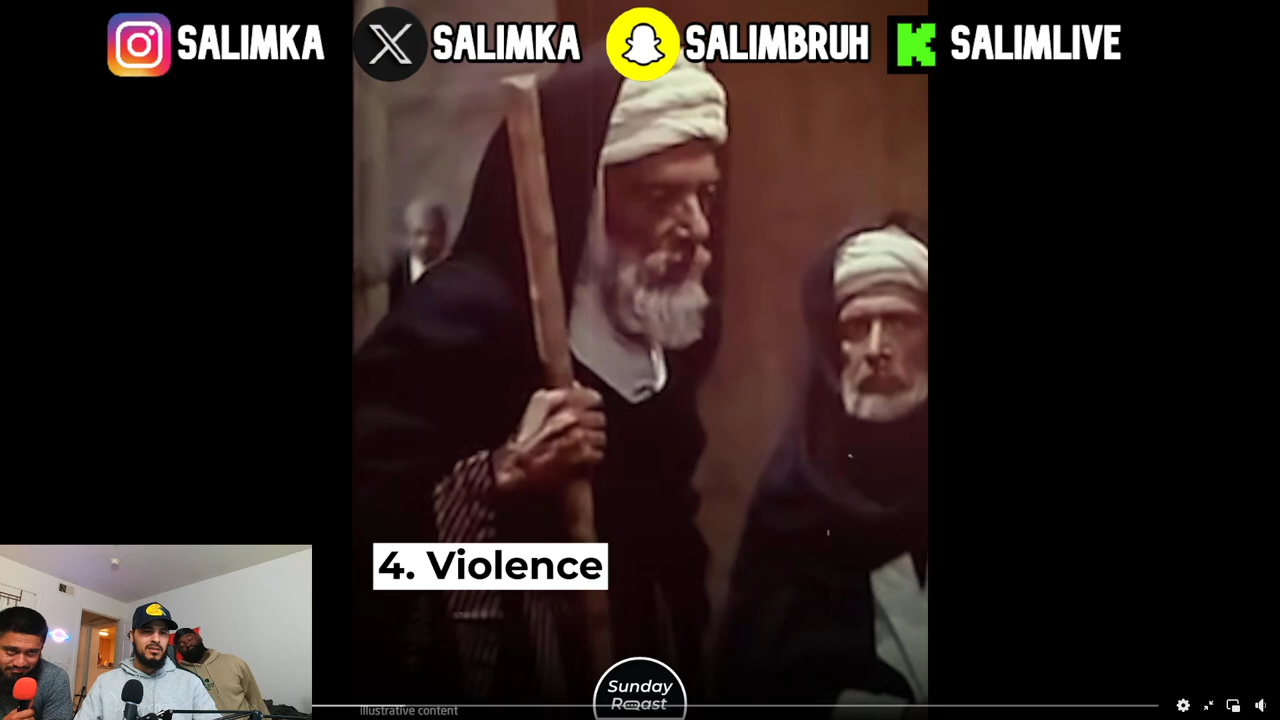 SALIMKA
SALIMKA
SALIMBRUH
K
SALIMLIVE
4. Violence
Sunday
Roast
Illustrative content